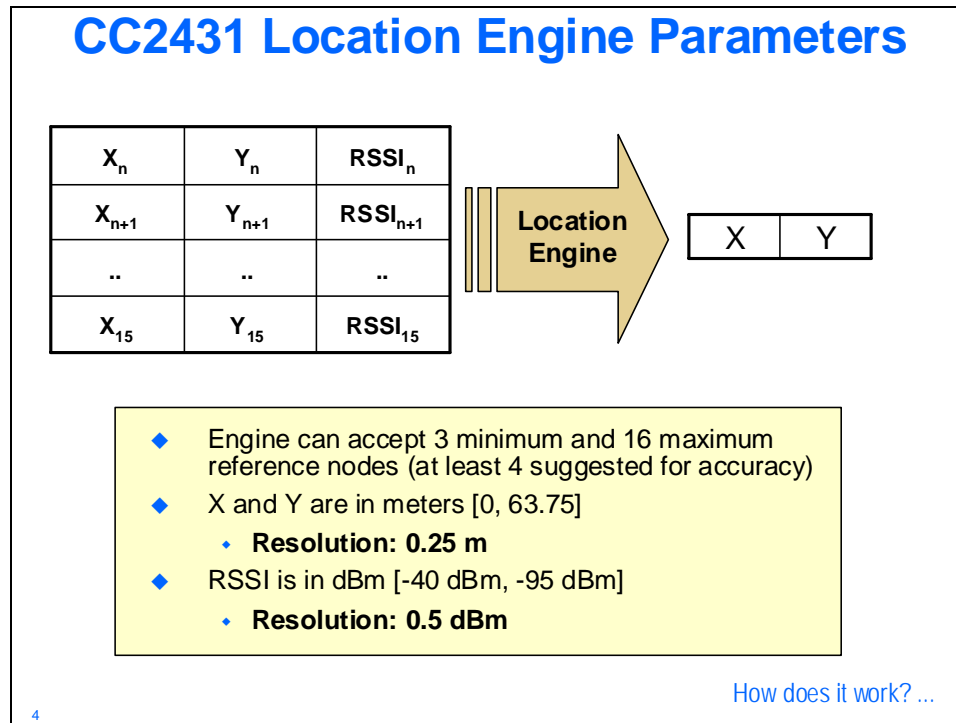 CC2431 Location Engine Parameters
Xn Yn RSSIn
Xn+1 Yn+1 RSSIn+1
.. .. ..
X15 Y15 RSSI15
Location
Engine
X Y
Engine can accept 3 minimum and 16 maximum
reference nodes (at least 4 suggested for accuracy)
X and Y are in meters [0, 63.75]
Resolution: 0.25 m
RSSI is in dBm [-40 dBm, -95 dBm]
Resolution: 0.5 dBm
How does it work? ...
4